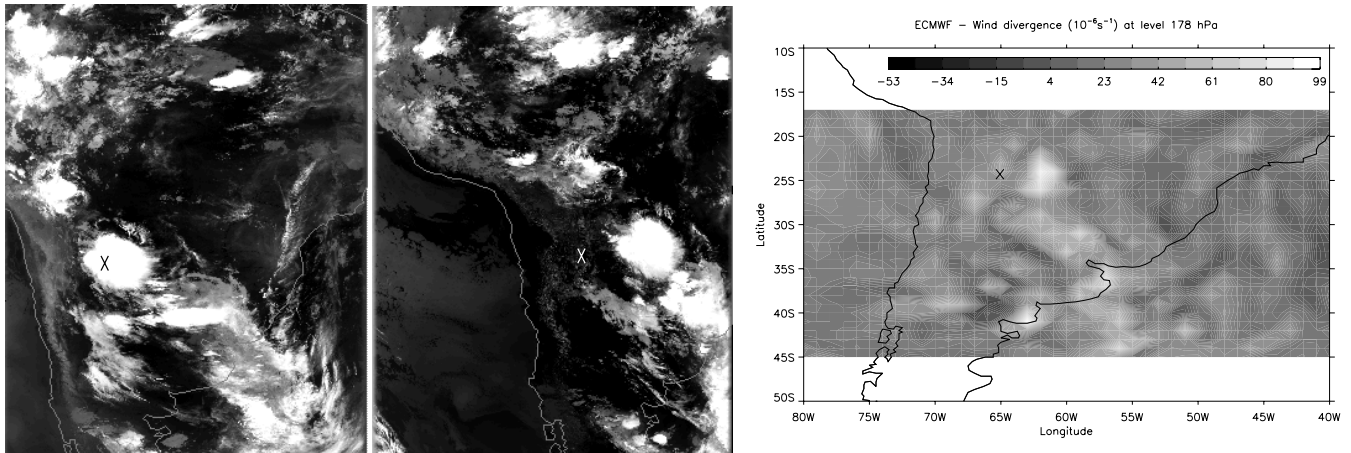 X
X
ECMWF - Wind divergence (10⁻⁶s⁻¹) at level 178 hPa
10S
-53 -34 -15 4 23 42 61 80 99
15S
20S
X
25S
30S
Latitude
35S
40S
45S
50S
80W 75W 70W 65W 60W 55W 50W 45W 40W
Longitude